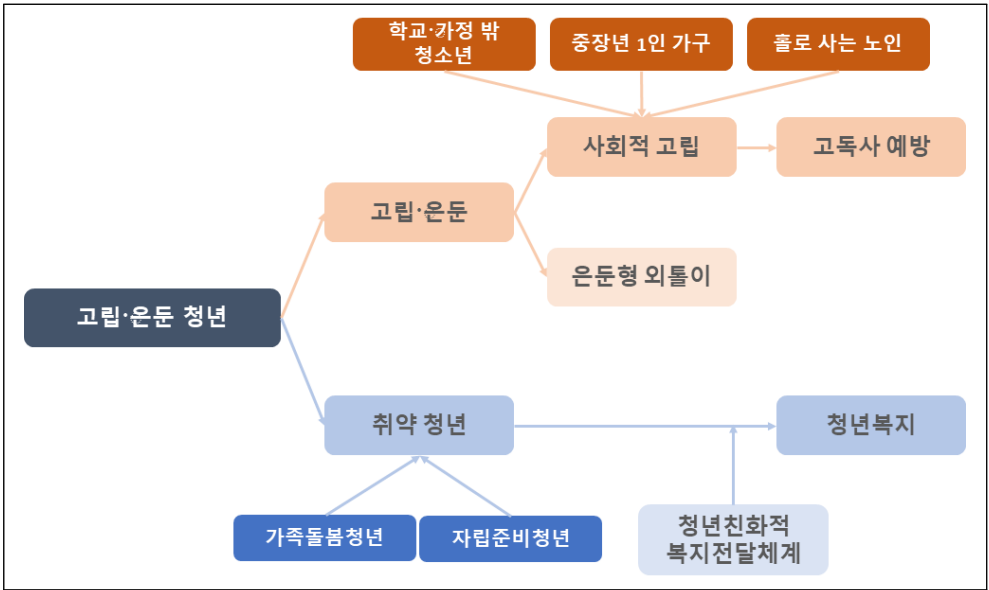 학교·가정 밖
청소년
중장년 1인 가구
홀로 사는 노인
사회적 고립
고독사 예방
고립·은둔
은둔형 외톨이
고립·은둔 청년
취약 청년
청년복지
가족돌봄청년
자립준비청년
청년친화적
복지전달체계